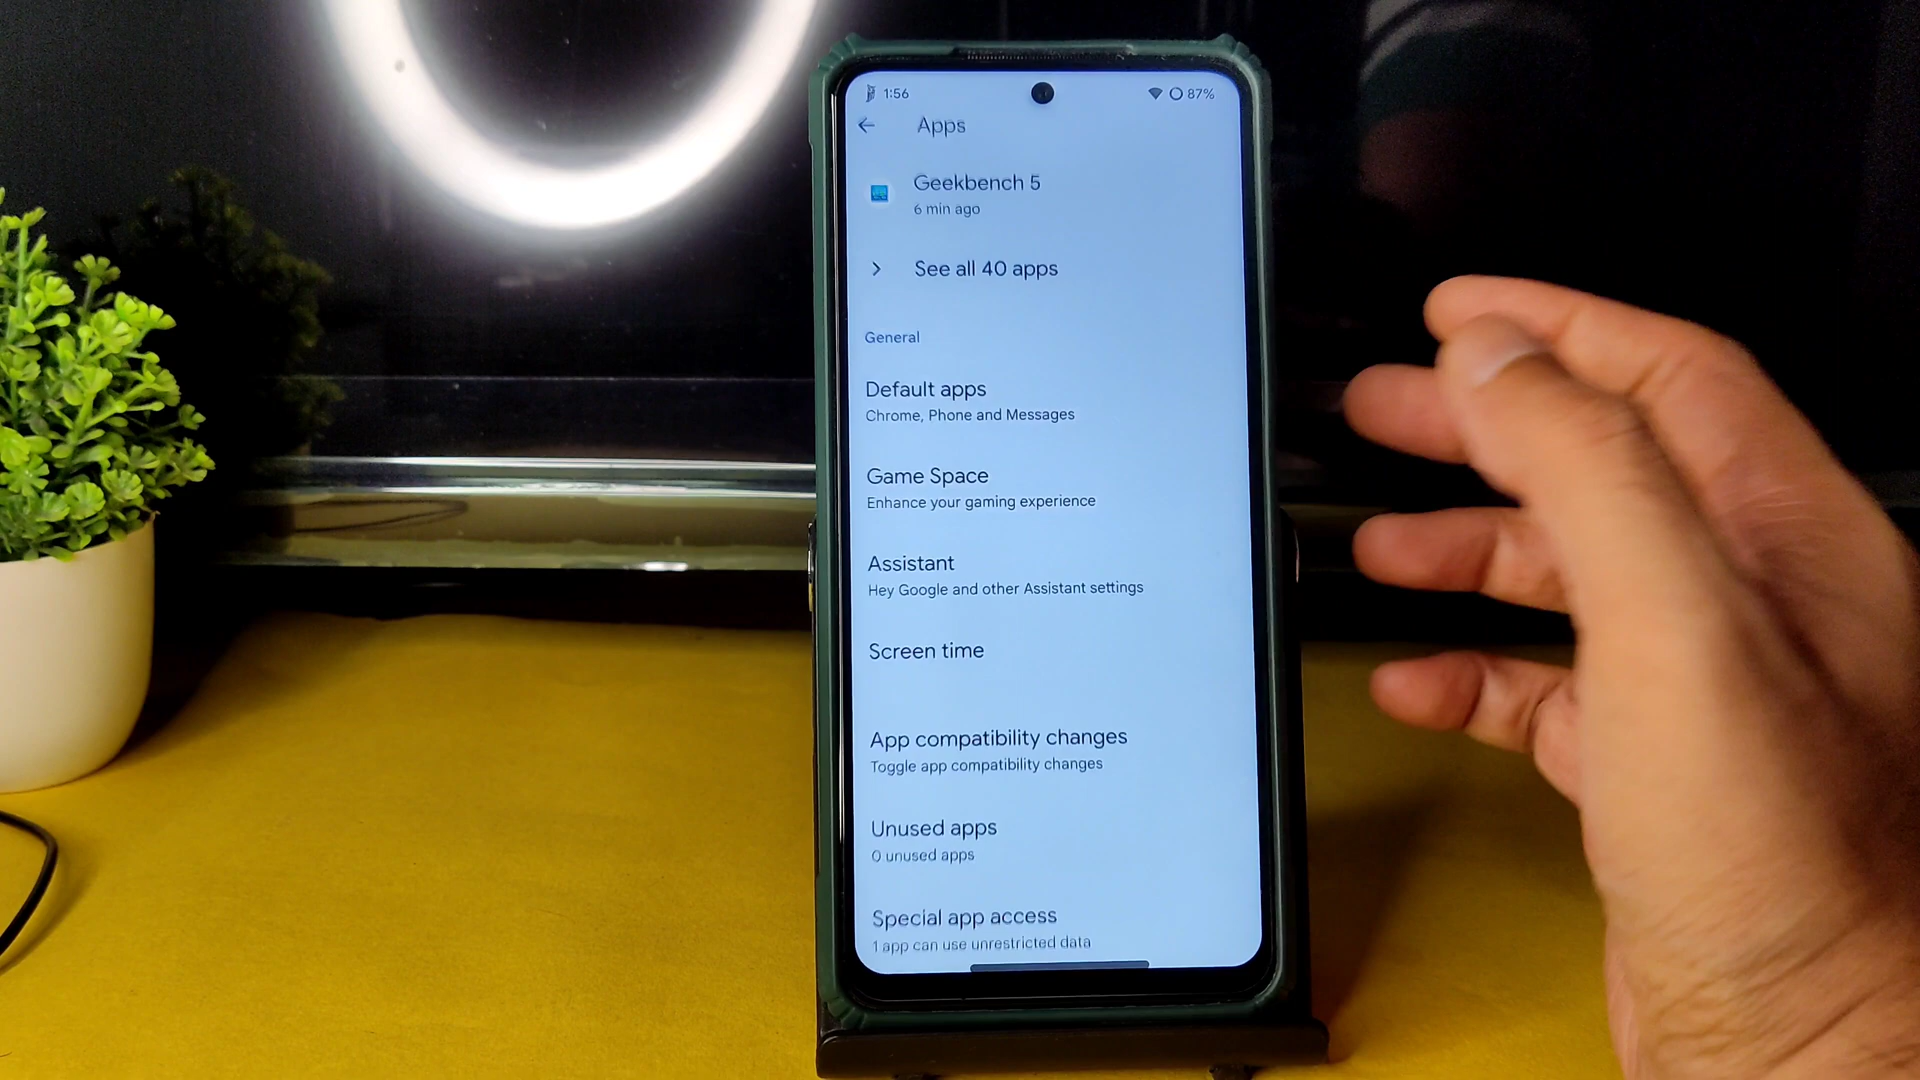 1:56
87%
Apps
Geekbench 5
6 min ago
See all 40 apps
General
Default apps
Chrome, Phone and Messages
Game Space
Enhance your gaming experience
Assistant
Hey Google and other Assistant settings
Screen time
App compatibility changes
Toggle app compatibility changes
Unused apps
0 unused apps
Special app access
1 app can use unrestricted data